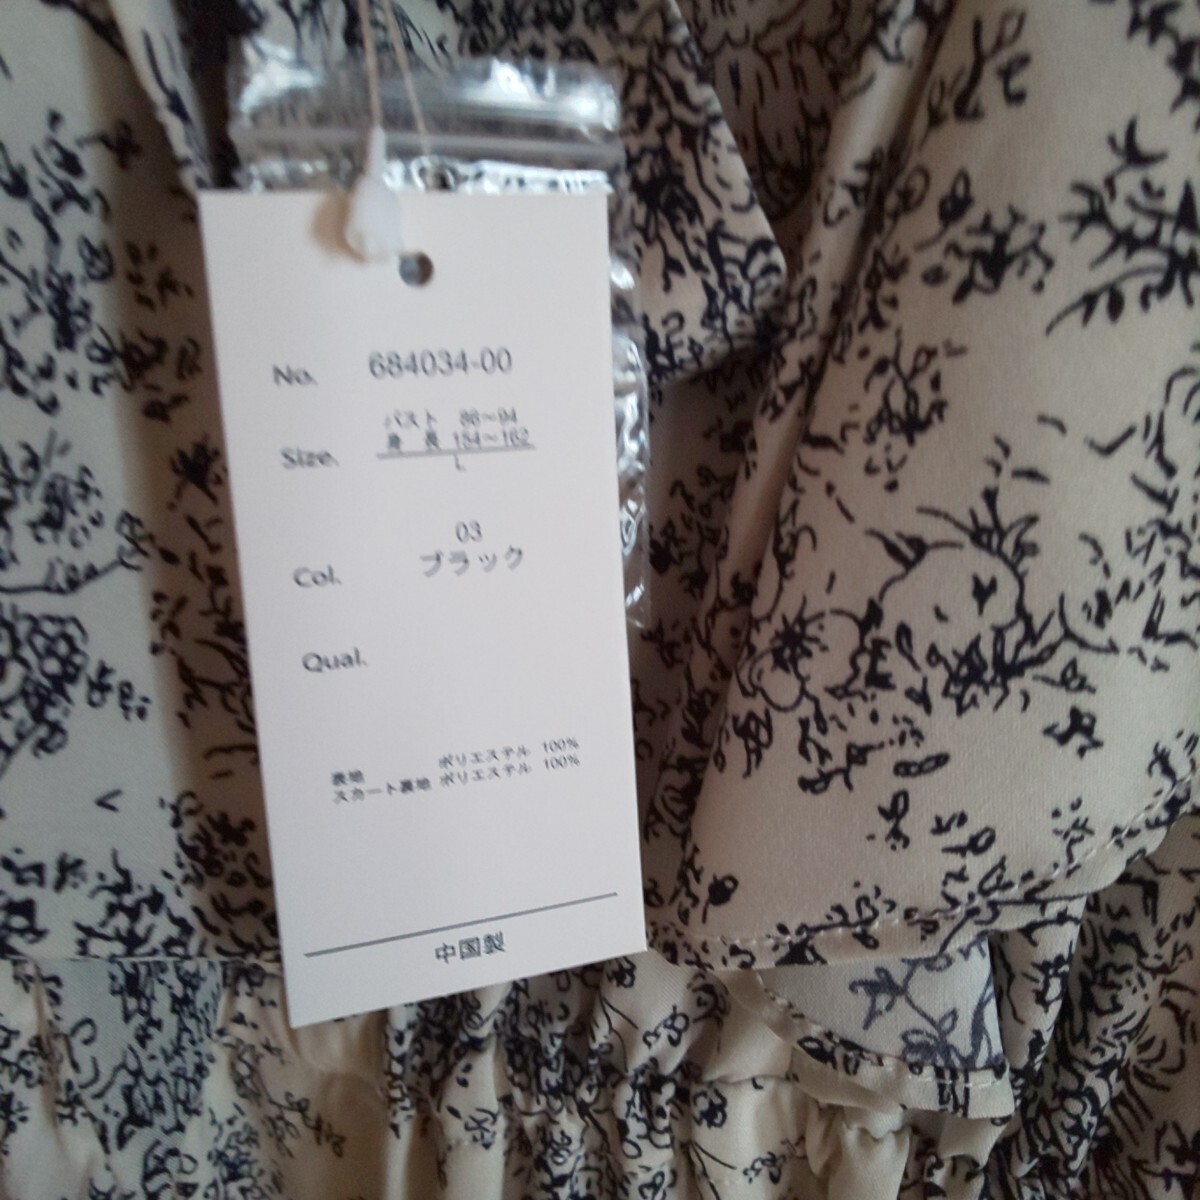 No. 684034-00
バスト 86~94
身長 154~162
Size.
L
03
Col. ブラック
Qual.
表地 ポリエステル 100%
スカート裏地 ポリエステル 100%
中国製